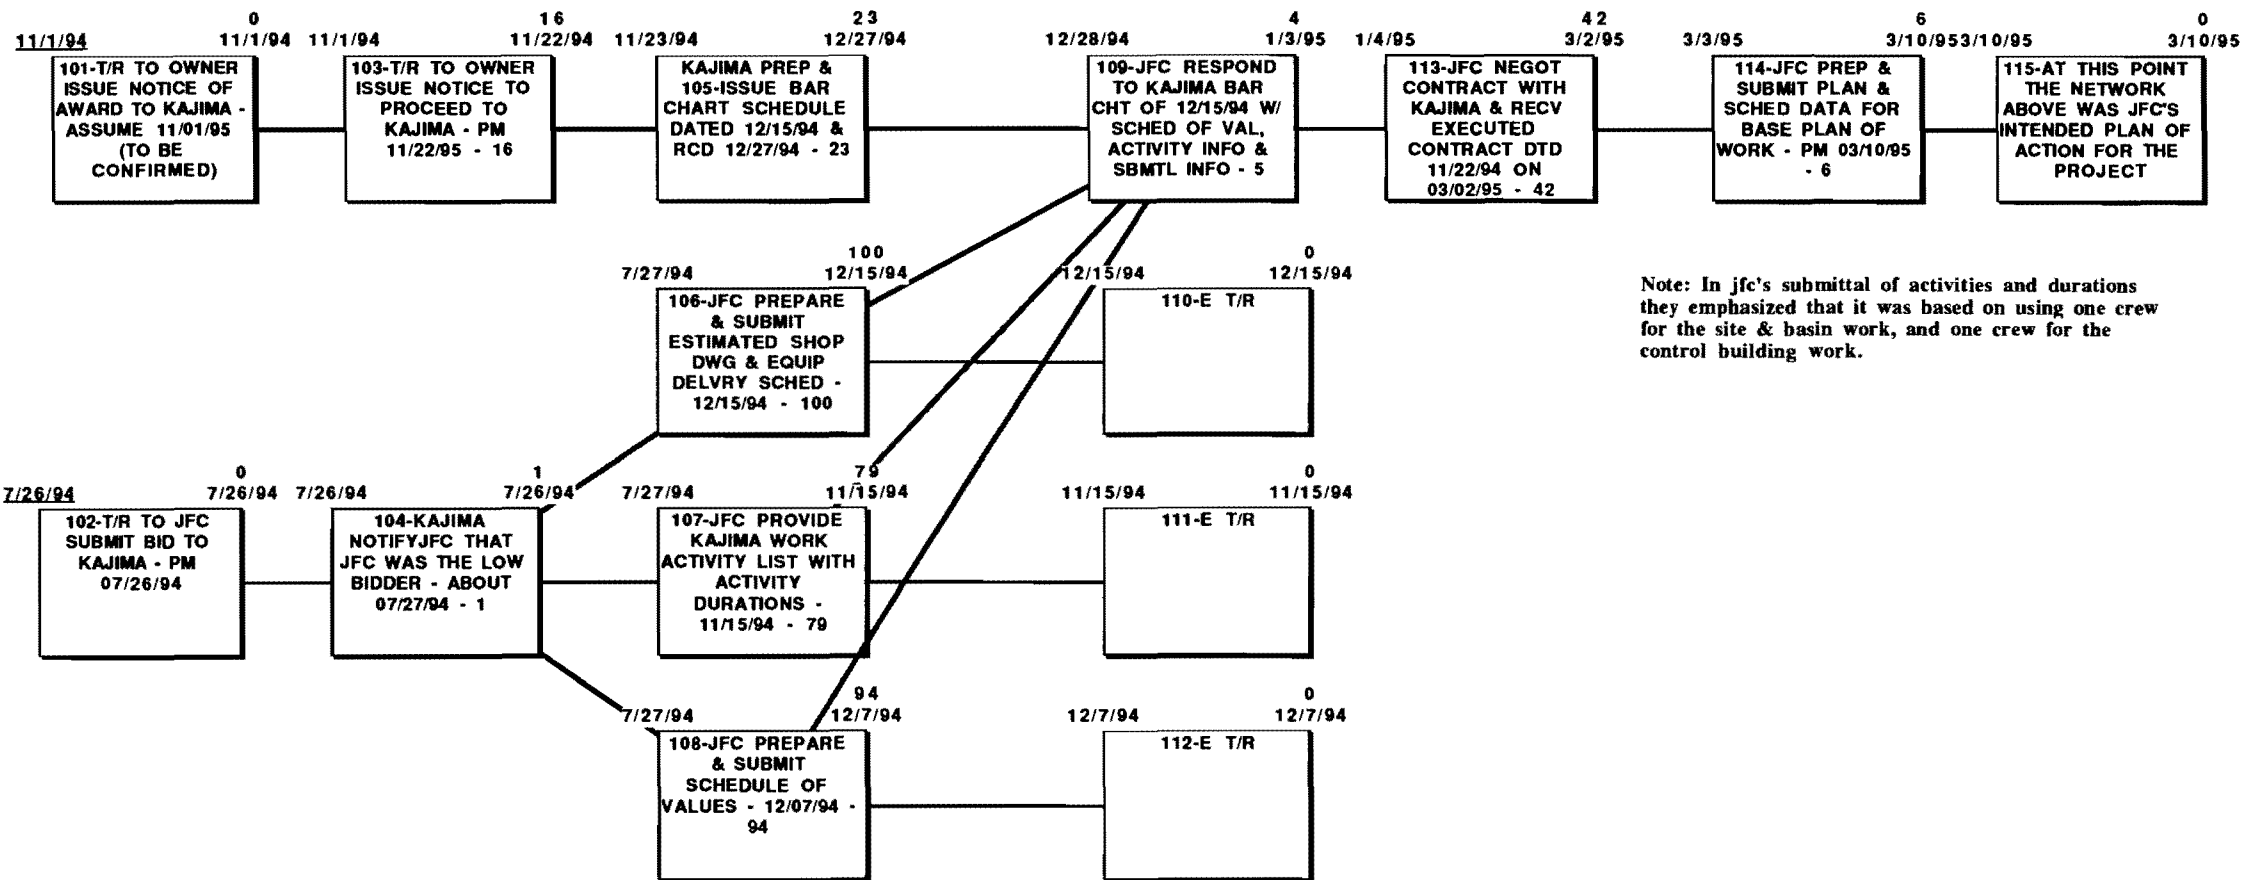 0
11/1/94 11/1/94
101-T/R TO OWNER
ISSUE NOTICE OF
AWARD TO KAJIMA -
ASSUME 11/01/95
(TO BE
CONFIRMED)
16
11/1/94 11/22/94
103-T/R TO OWNER
ISSUE NOTICE TO
PROCEED TO
KAJIMA - PM
11/22/95 - 16
23
11/23/94 12/27/94
KAJIMA PREP &
105-ISSUE BAR
CHART SCHEDULE
DATED 12/15/94 &
RCD 12/27/94 - 23
4
12/28/94 1/3/95
109-JFC RESPOND
TO KAJIMA BAR
CHT OF 12/15/94 W/
SCHED OF VAL,
ACTIVITY INFO &
SBMTL INFO - 5
42
1/4/95 3/2/95
113-JFC NEGOT
CONTRACT WITH
KAJIMA & RECV
EXECUTED
CONTRACT DTD
11/22/94 ON
03/02/95 - 42
6
3/3/95 3/10/95
114-JFC PREP &
SUBMIT PLAN &
SCHED DATA FOR
BASE PLAN OF
WORK - PM 03/10/95
- 6
0
3/10/95 3/10/95
115-AT THIS POINT
THE NETWORK
ABOVE WAS JFC'S
INTENDED PLAN OF
ACTION FOR THE
PROJECT
100
7/27/94 12/15/94
106-JFC PREPARE
& SUBMIT
ESTIMATED SHOP
DWG & EQUIP
DELVRY SCHED -
12/15/94 - 100
0
12/15/94 12/15/94
110-E T/R
Note: In jfc's submittal of activities and durations
they emphasized that it was based on using one crew
for the site & basin work, and one crew for the
control building work.
0
7/26/94 7/26/94
102-T/R TO JFC
SUBMIT BID TO
KAJIMA - PM
07/26/94
1
7/26/94 7/26/94
104-KAJIMA
NOTIFYJFC THAT
JFC WAS THE LOW
BIDDER - ABOUT
07/27/94 - 1
79
7/27/94 11/15/94
107-JFC PROVIDE
KAJIMA WORK
ACTIVITY LIST WITH
ACTIVITY
DURATIONS -
11/15/94 - 79
0
11/15/94 11/15/94
111-E T/R
94
7/27/94 12/7/94
108-JFC PREPARE
& SUBMIT
SCHEDULE OF
VALUES - 12/07/94 -
94
0
12/7/94 12/7/94
112-E T/R